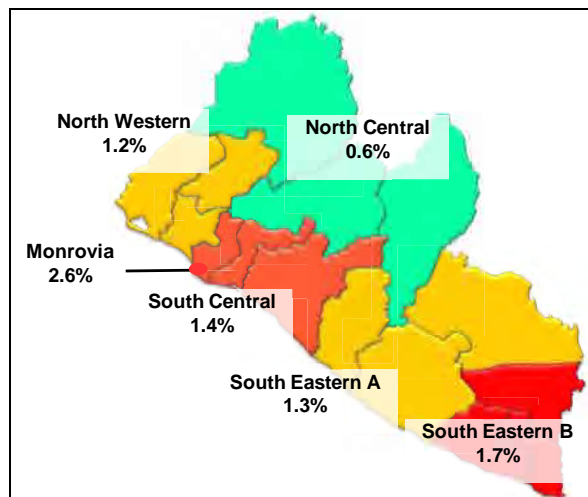 North Western
1.2%
North Central
0.6%
Monrovia
2.6%
South Central
1.4%
South Eastern A
1.3%
South Eastern B
1.7%